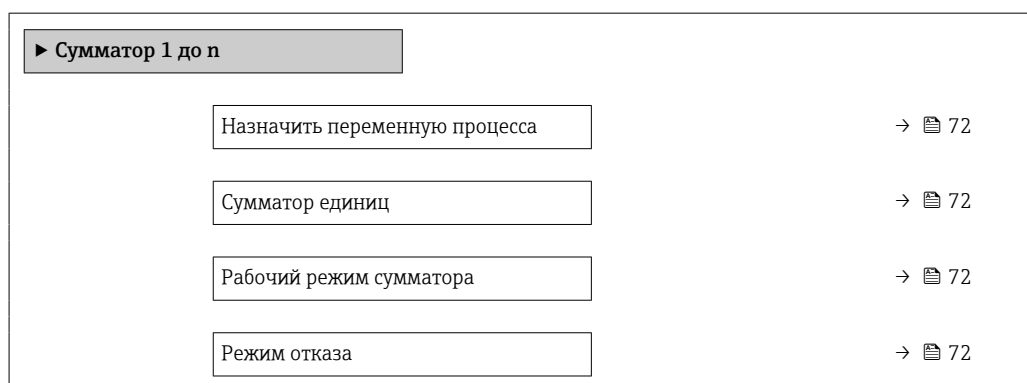 ▶ Сумматор 1 до n
Назначить переменную процесса → 72
Сумматор единиц → 72
Рабочий режим сумматора → 72
Режим отказа → 72